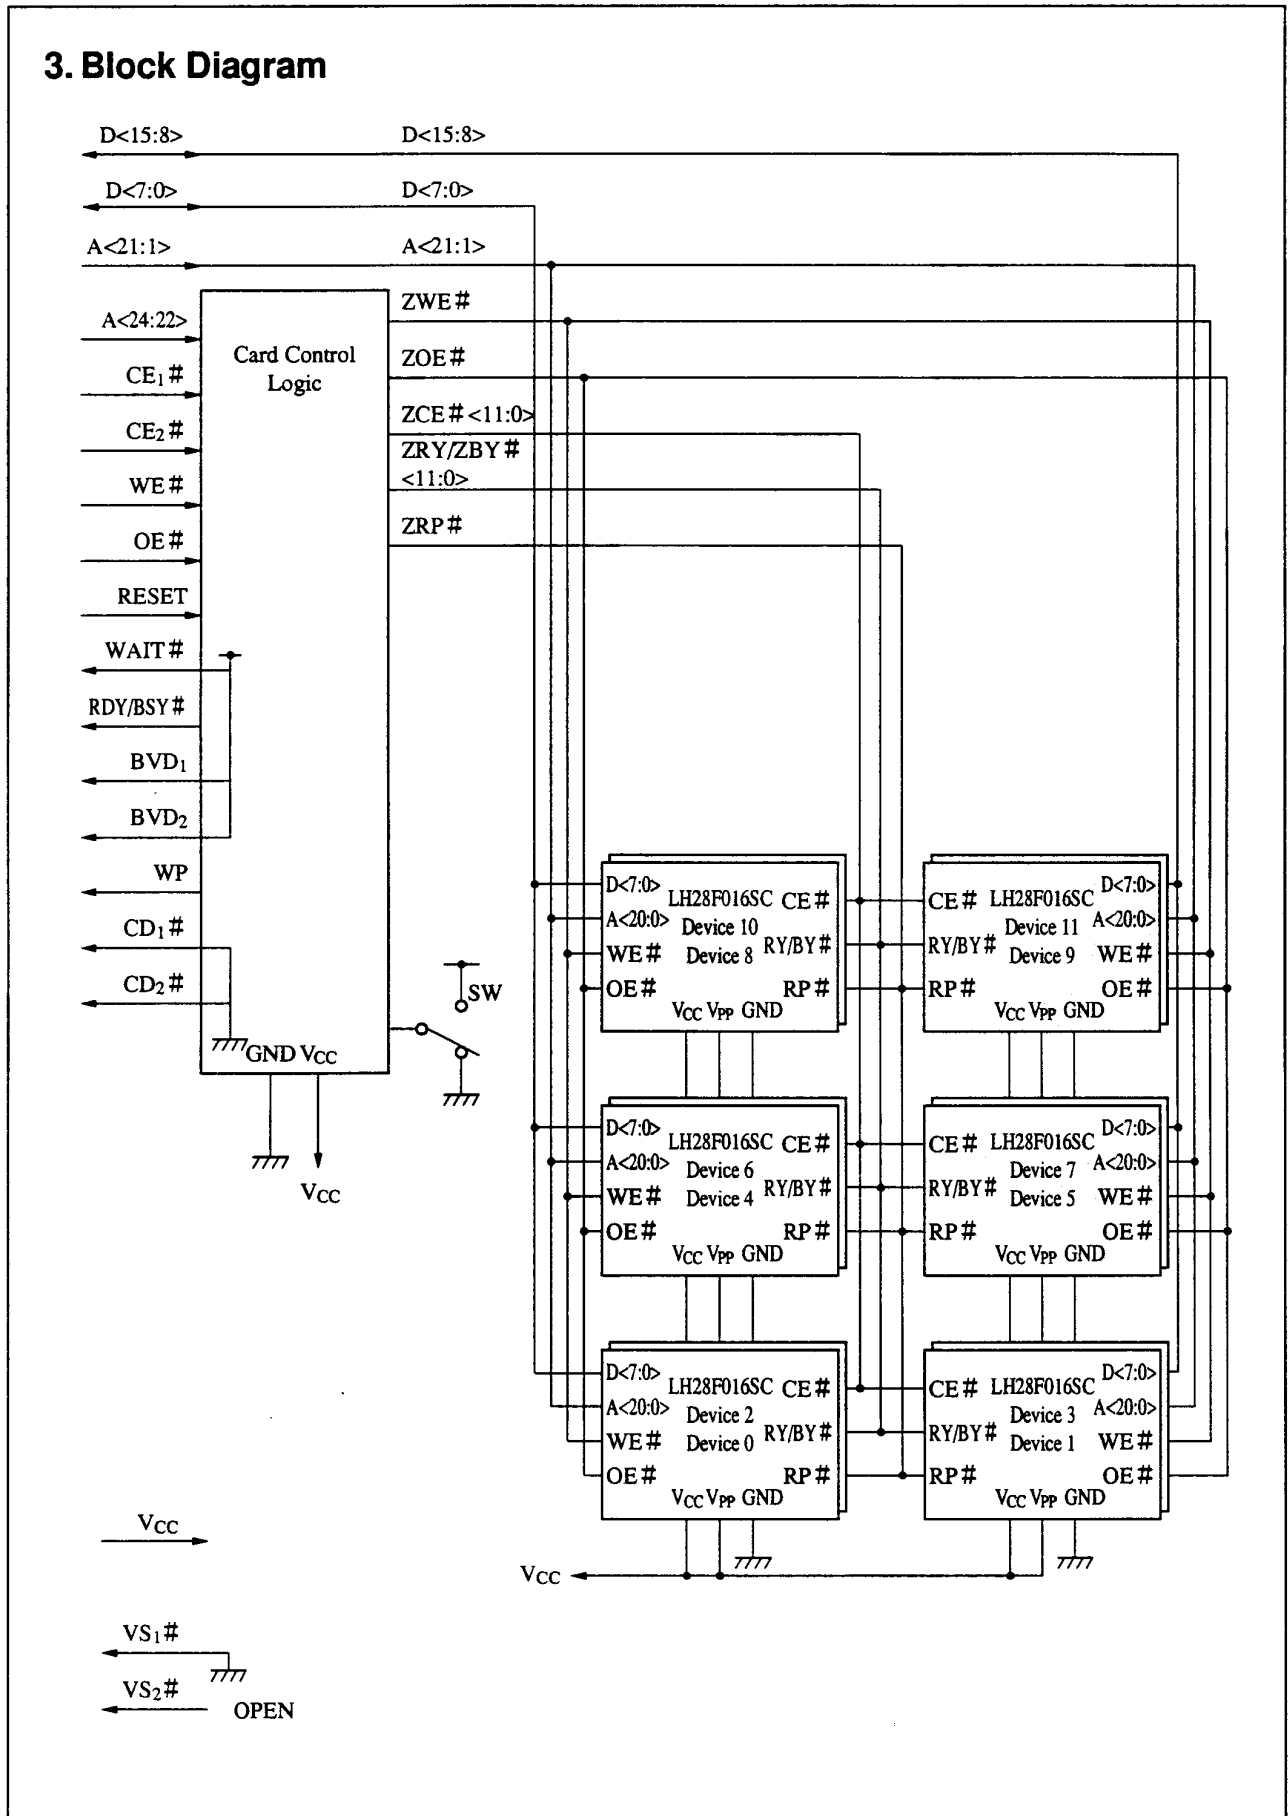 3. Block Diagram
D<15:8> D<15:8>
D<7:0> D<7:0>
A<21:1> A<21:1>
A<24:22>
CE1#
CE2#
WE#
OE#
RESET
WAIT#
RDY/BSY#
BVD1
BVD2
WP
CD1#
CD2#
Card Control
Logic
GND VCC
VCC
ZWE#
ZOE#
ZCE#<11:0>
ZRY/ZBY#
<11:0>
ZRP#
SW
D<7:0> LH28F016SC CE#
A<20:0> Device 10
WE# Device 8 RY/BY#
OE# RP#
VCC VPP GND
CE# LH28F016SC D<7:0>
Device 11 A<20:0>
RY/BY# Device 9 WE#
RP# OE#
VCC VPP GND
D<7:0> LH28F016SC CE#
A<20:0> Device 6
WE# Device 4 RY/BY#
OE# RP#
VCC VPP GND
CE# LH28F016SC D<7:0>
Device 7 A<20:0>
RY/BY# Device 5 WE#
RP# OE#
VCC VPP GND
D<7:0> LH28F016SC CE#
A<20:0> Device 2
WE# Device 0 RY/BY#
OE# RP#
VCC VPP GND
CE# LH28F016SC D<7:0>
Device 3 A<20:0>
RY/BY# Device 1 WE#
RP# OE#
VCC VPP GND
VCC
VCC
VS1#
VS2#
OPEN